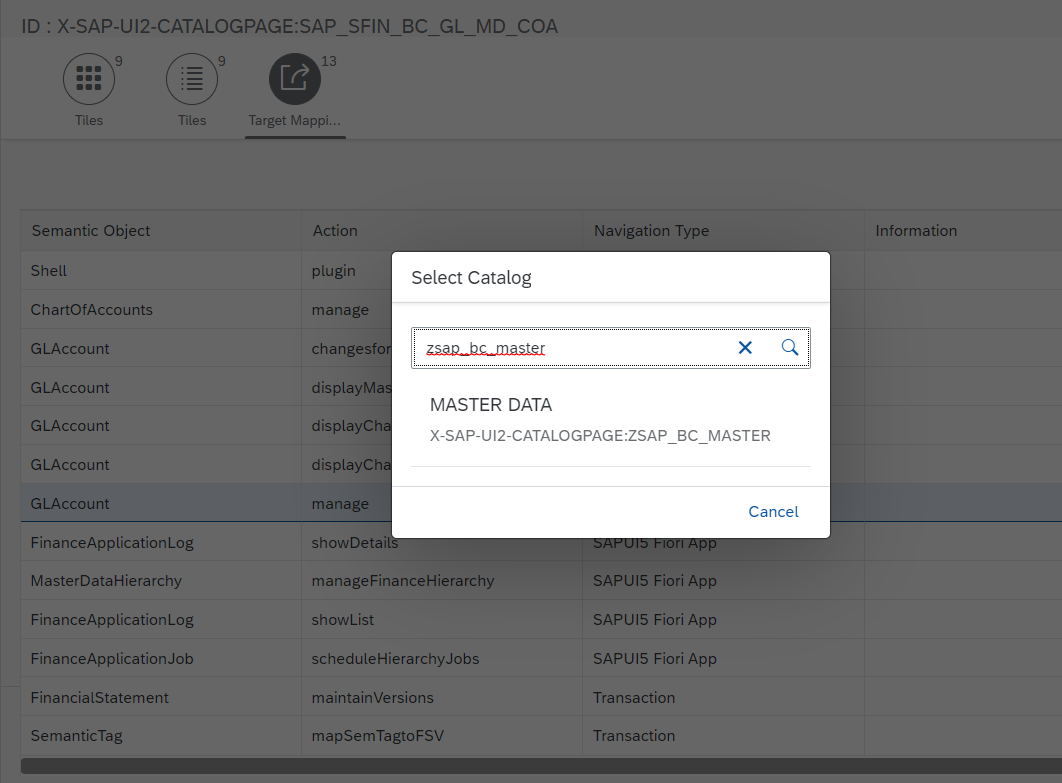 ID : X-SAP-UI2-CATALOGPAGE:SAP_SFIN_BC_GL_MD_COA
9 9 13
Tiles Tiles Target Mappi...
Semantic Object Action Navigation Type Information
Shell plugin
ChartOfAccounts manage
GLAccount changesfor
GLAccount displayMas
GLAccount displayCha
GLAccount displayCha
GLAccount manage
Select Catalog
zsap_bc_master
MASTER DATA
X-SAP-UI2-CATALOGPAGE:ZSAP_BC_MASTER
Cancel
FinanceApplicationLog showDetails SAPUI5 Fiori App
MasterDataHierarchy manageFinanceHierarchy SAPUI5 Fiori App
FinanceApplicationLog showList SAPUI5 Fiori App
FinanceApplicationJob scheduleHierarchyJobs SAPUI5 Fiori App
FinancialStatement maintainVersions Transaction
SemanticTag mapSemTagtoFSV Transaction